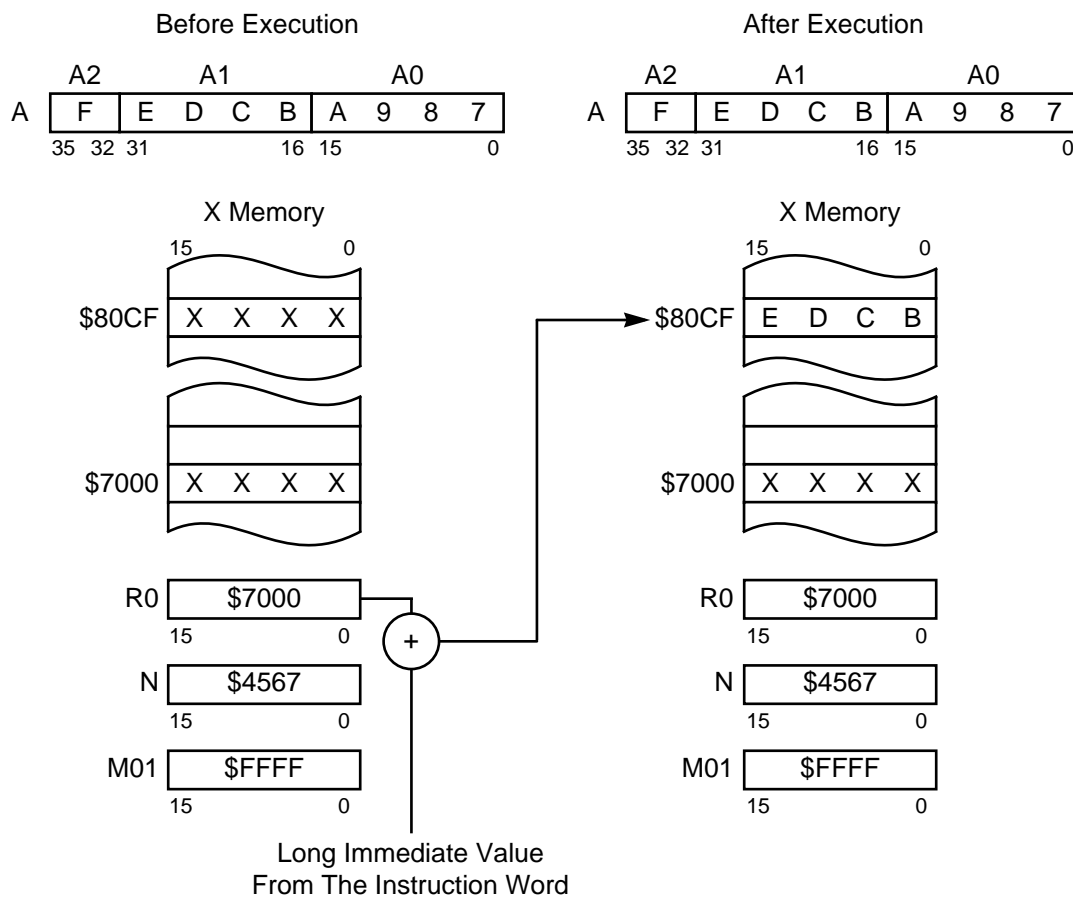 Before Execution
After Execution
A2 A1 A0
A F E D C B A 9 8 7
35 32 31 16 15 0
A2 A1 A0
A F E D C B A 9 8 7
35 32 31 16 15 0
X Memory
15 0
$80CF X X X X
$7000 X X X X
R0 $7000
15 0
N $4567
15 0
M01 $FFFF
15 0
+
Long Immediate Value
From The Instruction Word
X Memory
15 0
$80CF E D C B
$7000 X X X X
R0 $7000
15 0
N $4567
15 0
M01 $FFFF
15 0